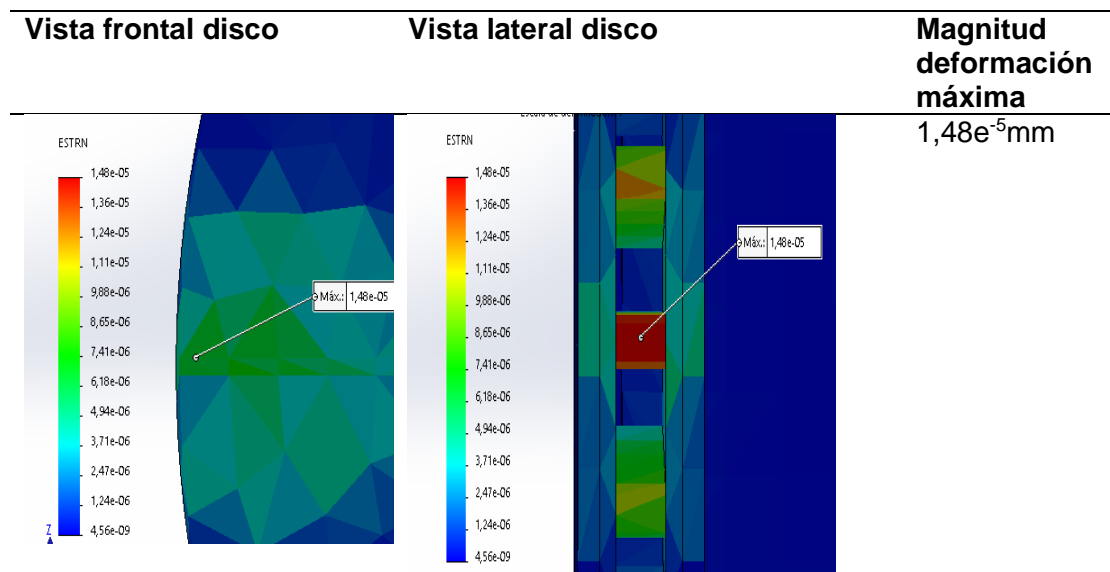 Vista frontal disco
Vista lateral disco
Magnitud
deformación
máxima
1,48e⁻⁵mm
ESTRN
1,48e-05
1,36e-05
1,24e-05
1,11e-05
9,88e-06
8,65e-06
7,41e-06
6,18e-06
4,94e-06
3,71e-06
2,47e-06
1,24e-06
4,56e-09
Máx.: 1,48e-05
Z
ESTRN
1,48e-05
1,36e-05
1,24e-05
1,11e-05
9,88e-06
8,65e-06
7,41e-06
6,18e-06
4,94e-06
3,71e-06
2,47e-06
1,24e-06
4,56e-09
Máx.: 1,48e-05